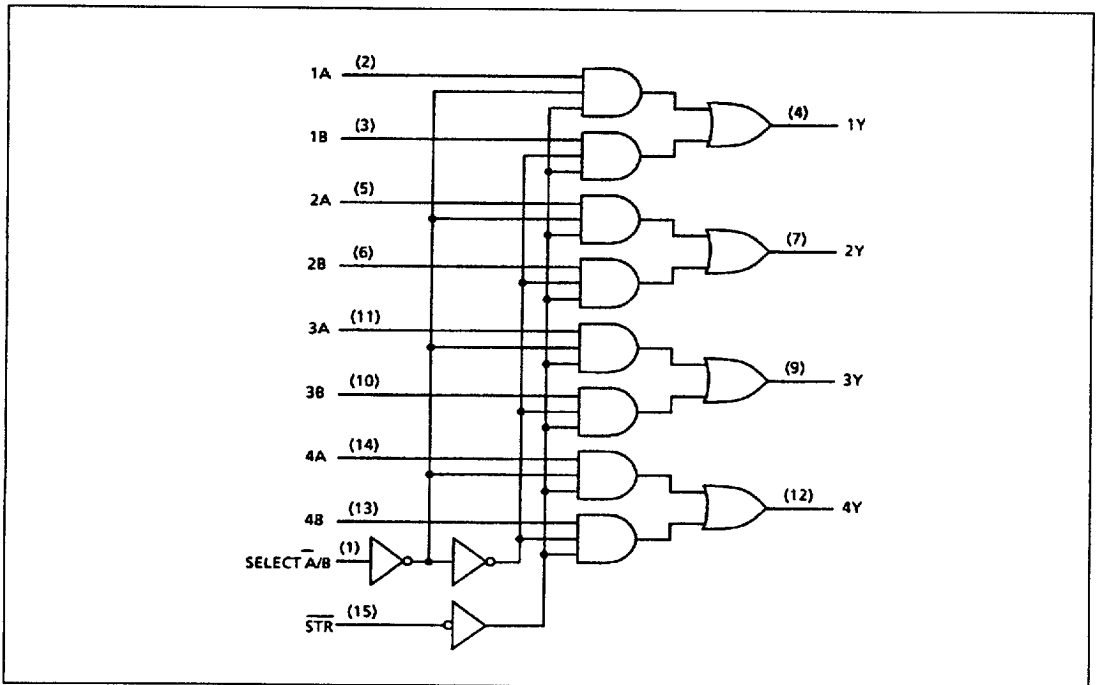 1A (2)
(4) 1Y
1B (3)
2A (5)
(7) 2Y
2B (6)
3A (11)
(9) 3Y
3B (10)
4A (14)
(12) 4Y
4B (13)
SELECT A̅/B (1)
S̅T̅R̅ (15)